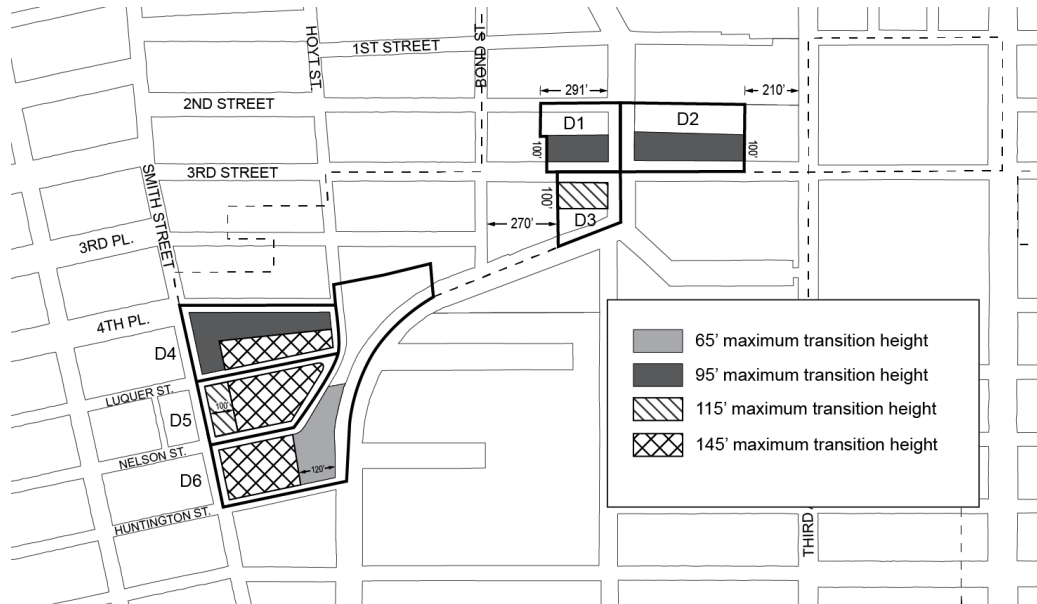 HOYT ST
BOND ST
1ST STREET
2ND STREET
291'
210'
D1
D2
100'
100'
3RD STREET
SMITH STREET
100'
D3
270'
3RD PL.
4TH PL.
D4
LUQUER ST.
100'
D5
NELSON ST.
D6
120'
HUNTINGTON ST.
65' maximum transition height
95' maximum transition height
115' maximum transition height
145' maximum transition height
THIRD